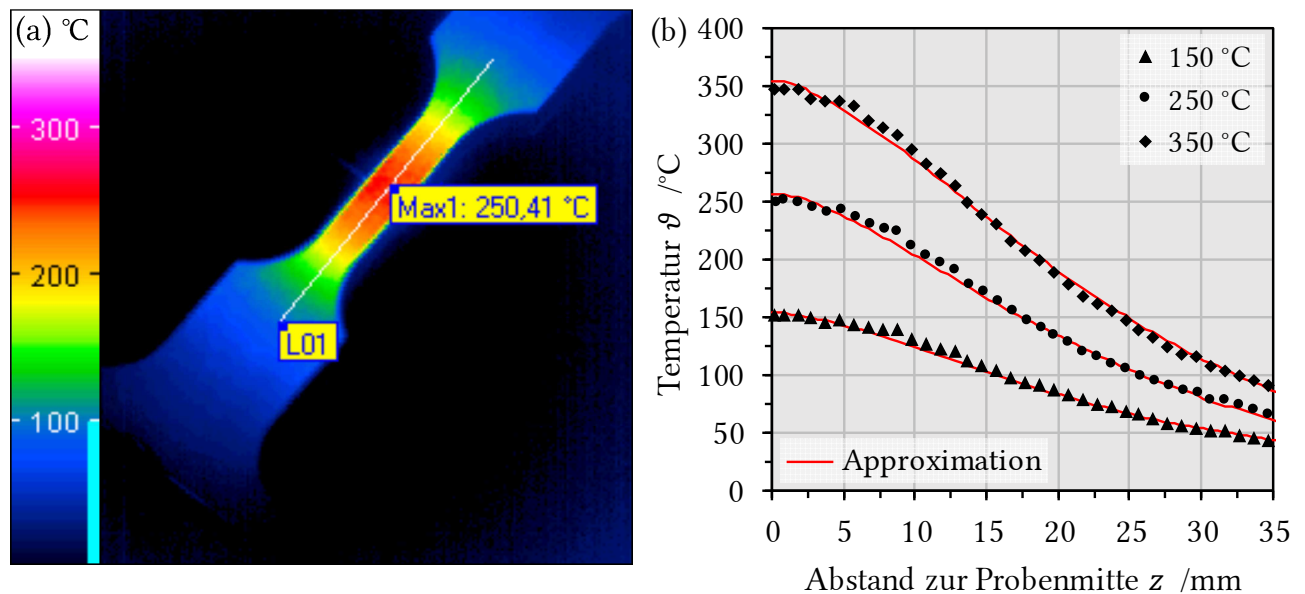 (a) °C
300
200
100
Max1: 250,41 °C
L01
(b)
Temperatur ϑ /°C
400
350
300
250
200
150
100
50
0
150 °C
250 °C
350 °C
Approximation
0 5 10 15 20 25 30 35
Abstand zur Probenmitte z /mm